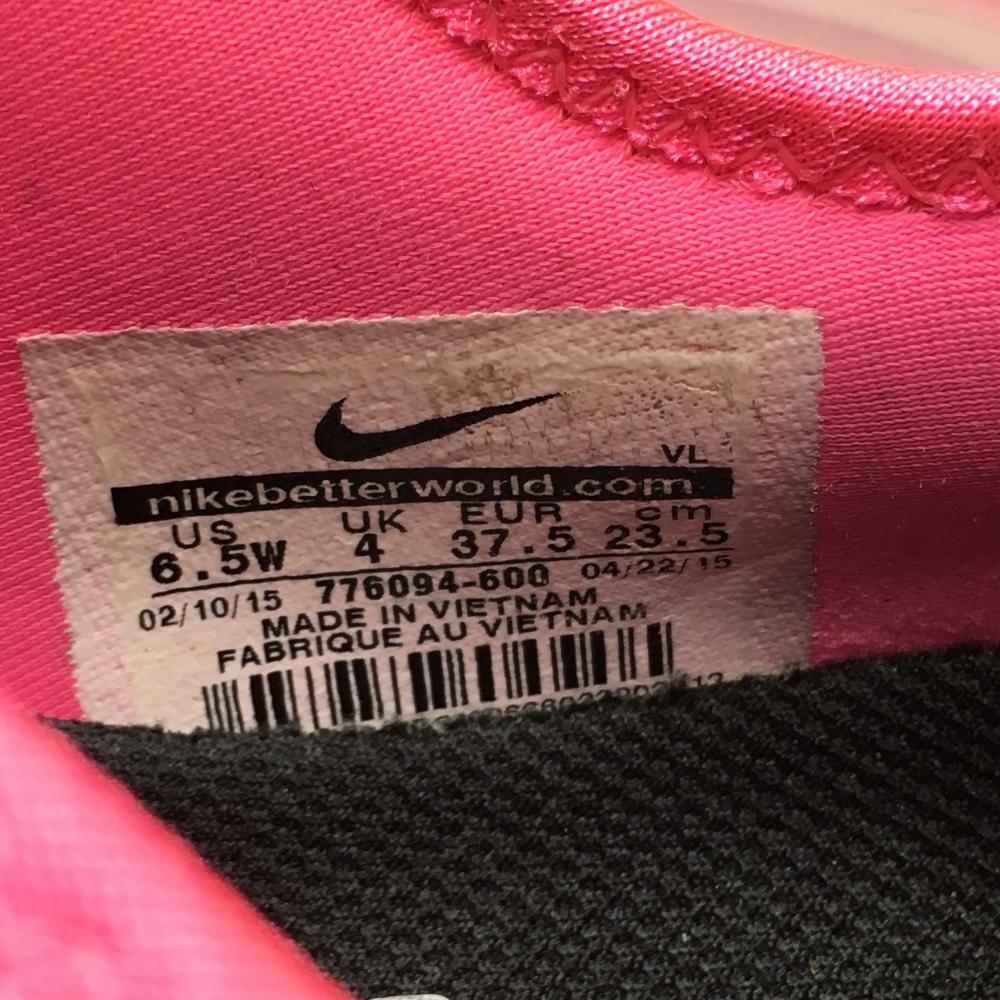 VL
nikebetterworld.com
US UK EUR cm
6.5W 4 37.5 23.5
02/10/15 776094-600 04/22/15
MADE IN VIETNAM
FABRIQUE AU VIETNAM